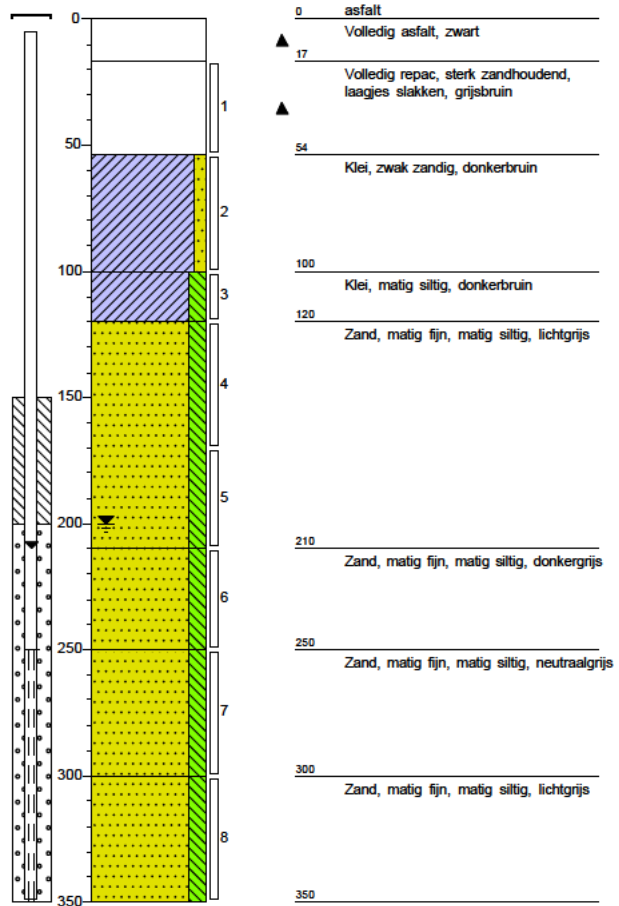 0
50
100
150
200
250
300
350
1
2
3
4
5
6
7
8
0 asfalt
Volledig asfalt, zwart
17
Volledig repac, sterk zandhoudend,
laagjes slakken, grijsbruin
54
Klei, zwak zandig, donkerbruin
100
Klei, matig siltig, donkerbruin
120
Zand, matig fijn, matig siltig, lichtgrijs
210
Zand, matig fijn, matig siltig, donkergrijs
250
Zand, matig fijn, matig siltig, neutraalgrijs
300
Zand, matig fijn, matig siltig, lichtgrijs
350